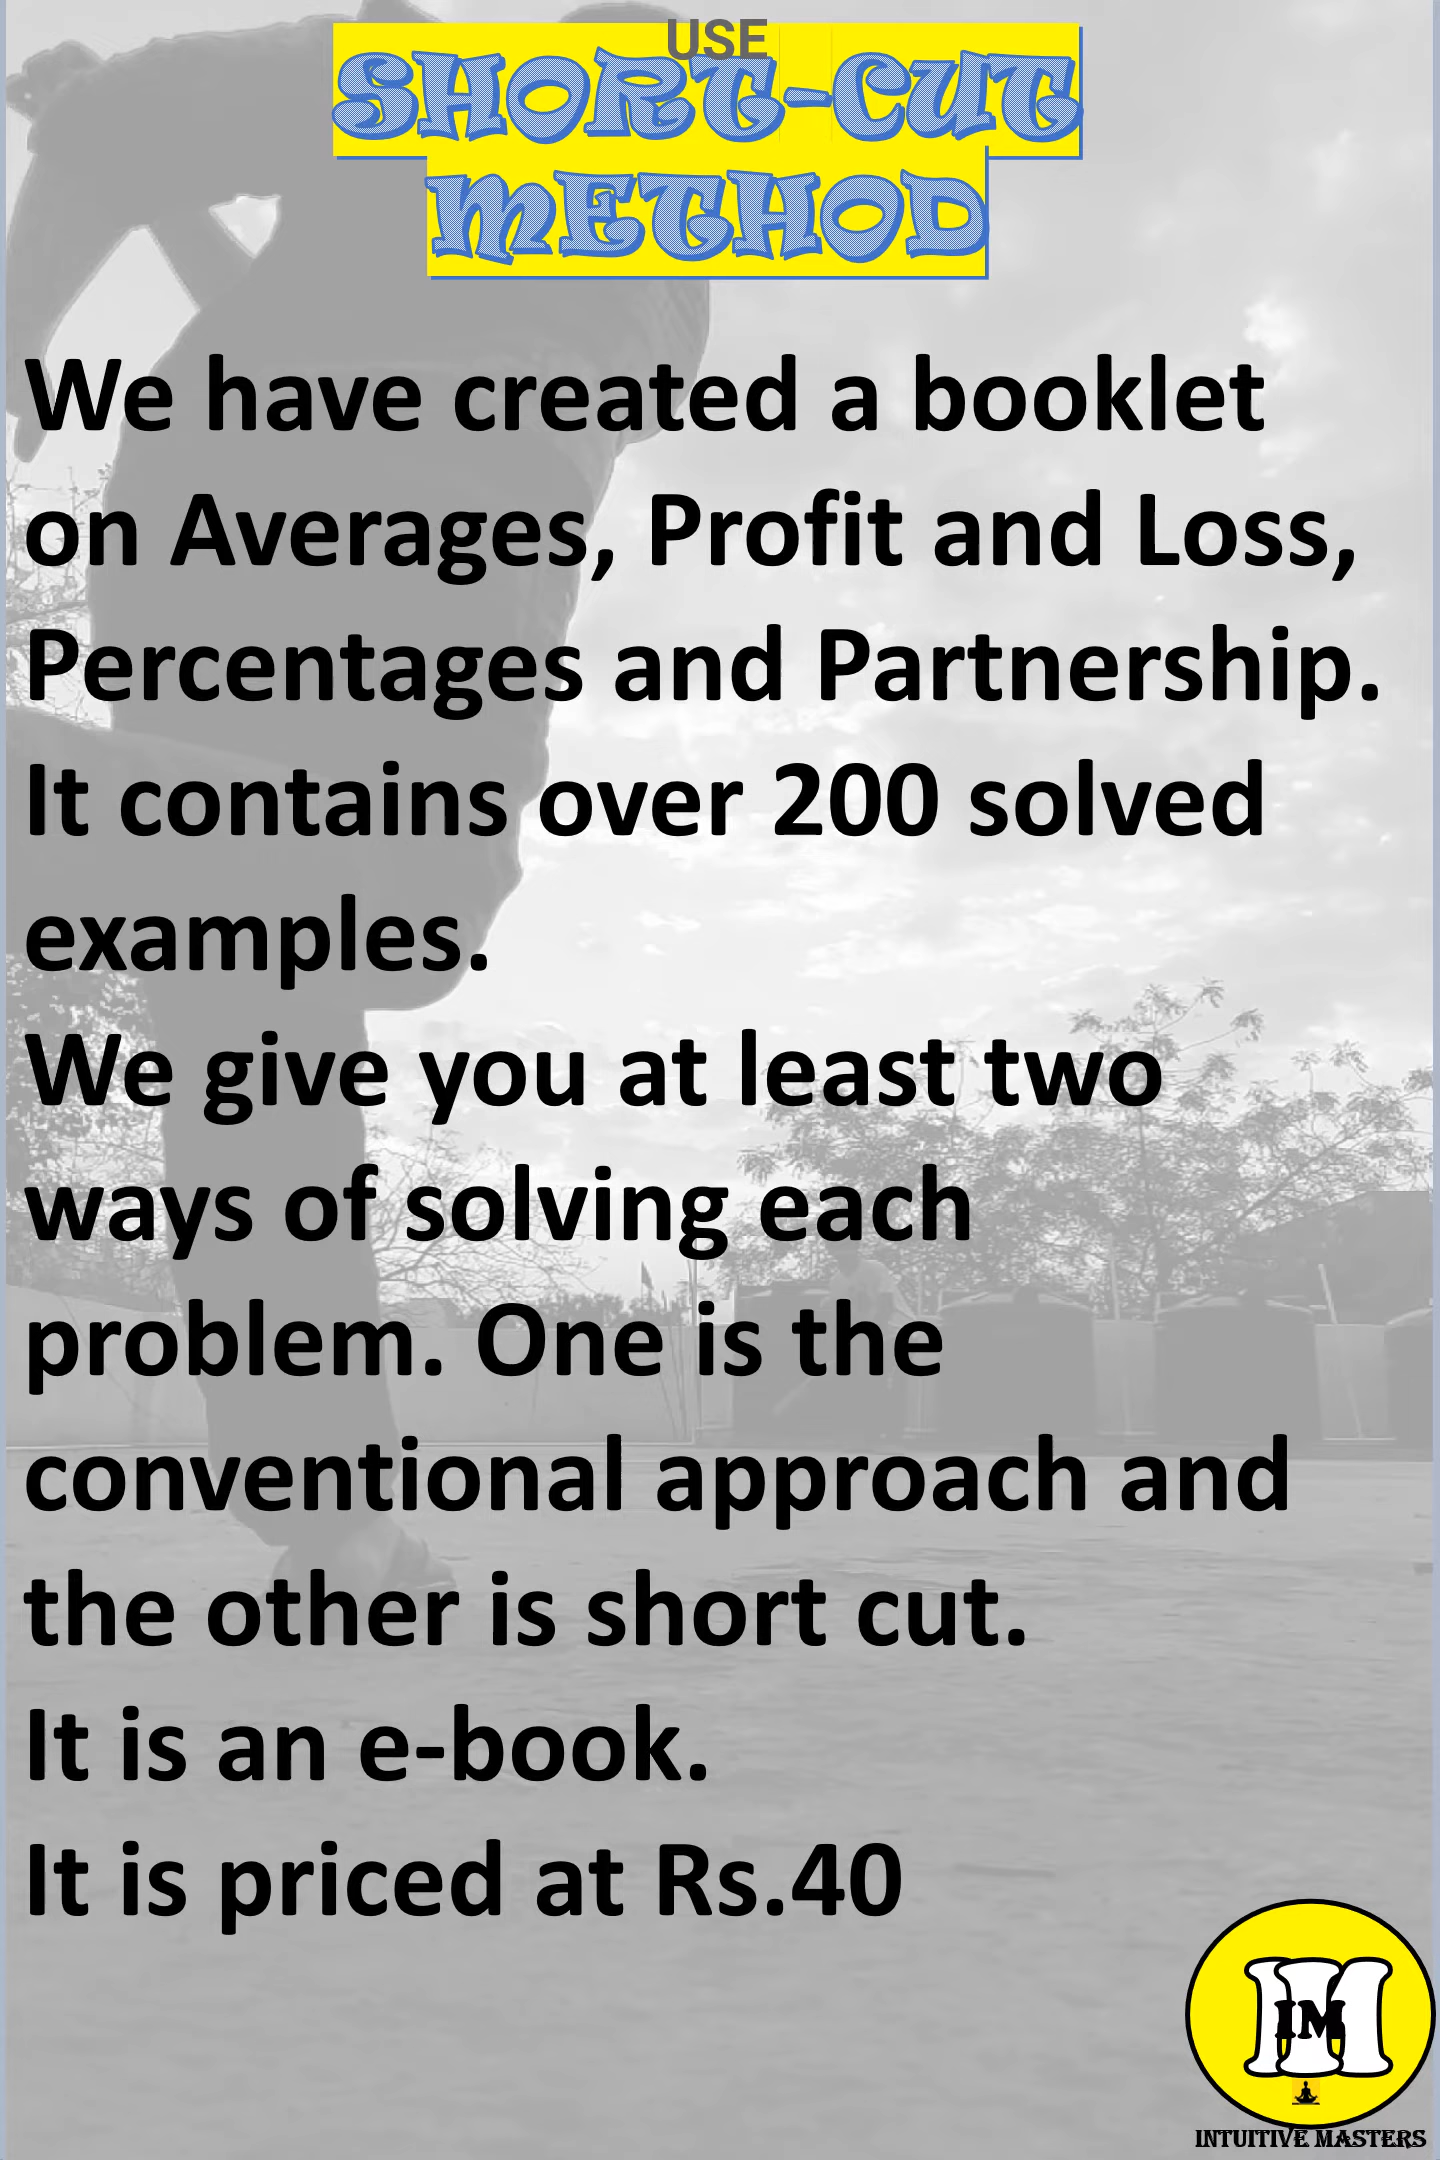 USE
SHORT-CUT
METHOD
We have created a booklet
on Averages, Profit and Loss,
Percentages and Partnership.
It contains over 200 solved
examples.
We give you at least two
ways of solving each
problem. One is the
conventional approach and
the other is short cut.
It is an e-book.
It is priced at Rs.40
IM
INTUITIVE MASTERS